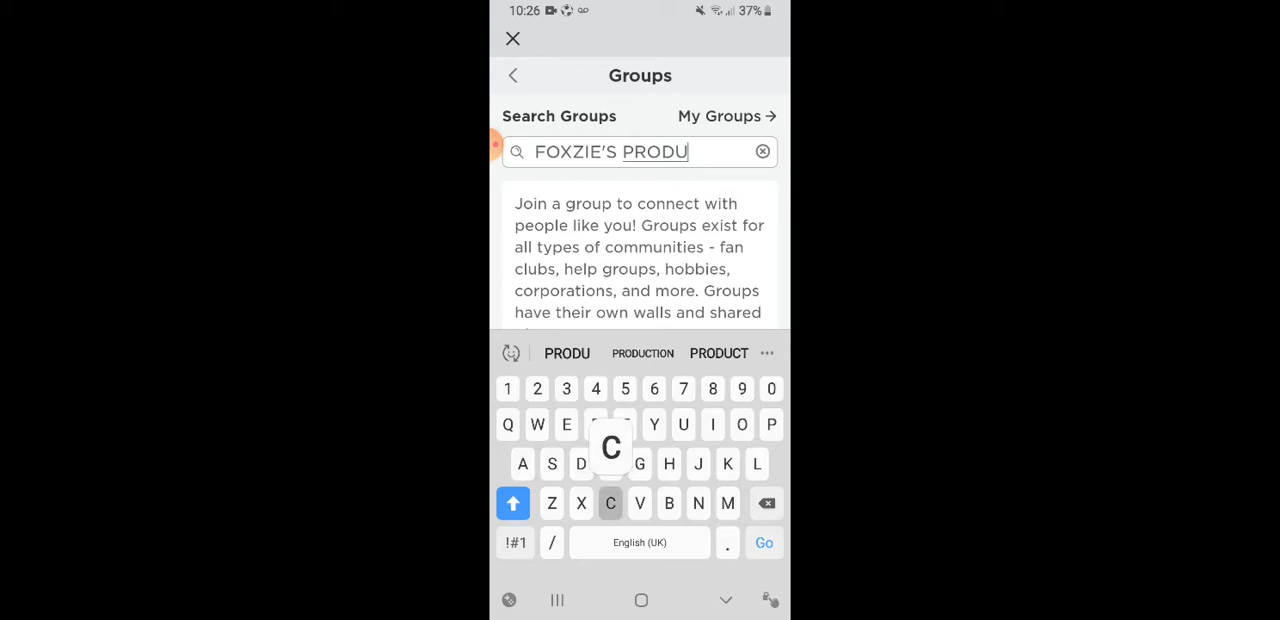 10:26 37%
Groups
Search Groups My Groups →
FOXZIE'S PRODU
Join a group to connect with
people like you! Groups exist for
all types of communities - fan
clubs, help groups, hobbies,
corporations, and more. Groups
have their own walls and shared
PRODU PRODUCTION PRODUCT ...
1 2 3 4 5 6 7 8 9 0
Q W E Y U I O P
C
A S D G H J K L
Z X C V B N M
!#1 / English (UK) . Go